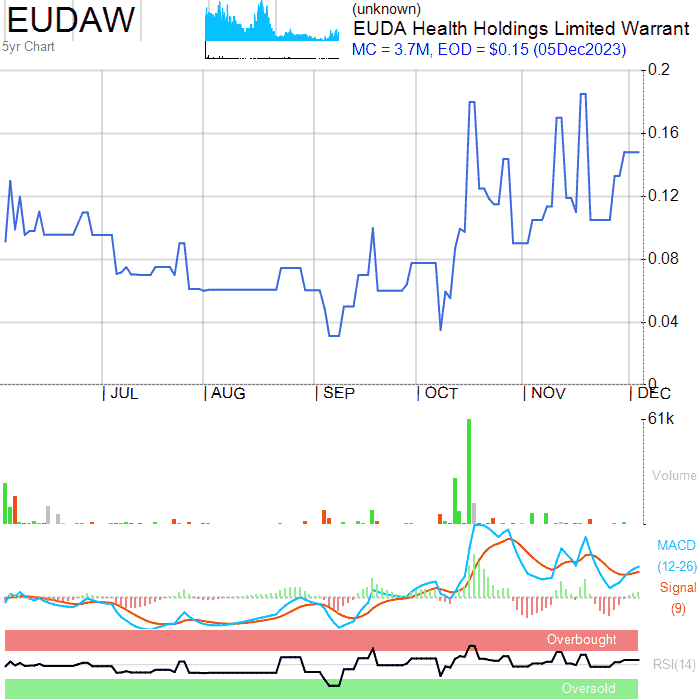 EUDAW
5yr Chart
(unknown)
EUDA Health Holdings Limited Warrant
MC = 3.7M, EOD = $0.15 (05Dec2023)
0.2
0.16
0.12
0.08
0.04
0
JUL AUG SEP OCT NOV DEC
61k
Volume
MACD
(12-26)
Signal
(9)
Overbought
RSI(14)
Oversold